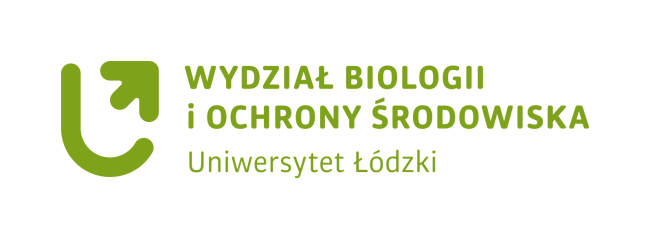 WYDZIAŁ BIOLOGII
i OCHRONY ŚRODOWISKA
Uniwersytet Łódzki